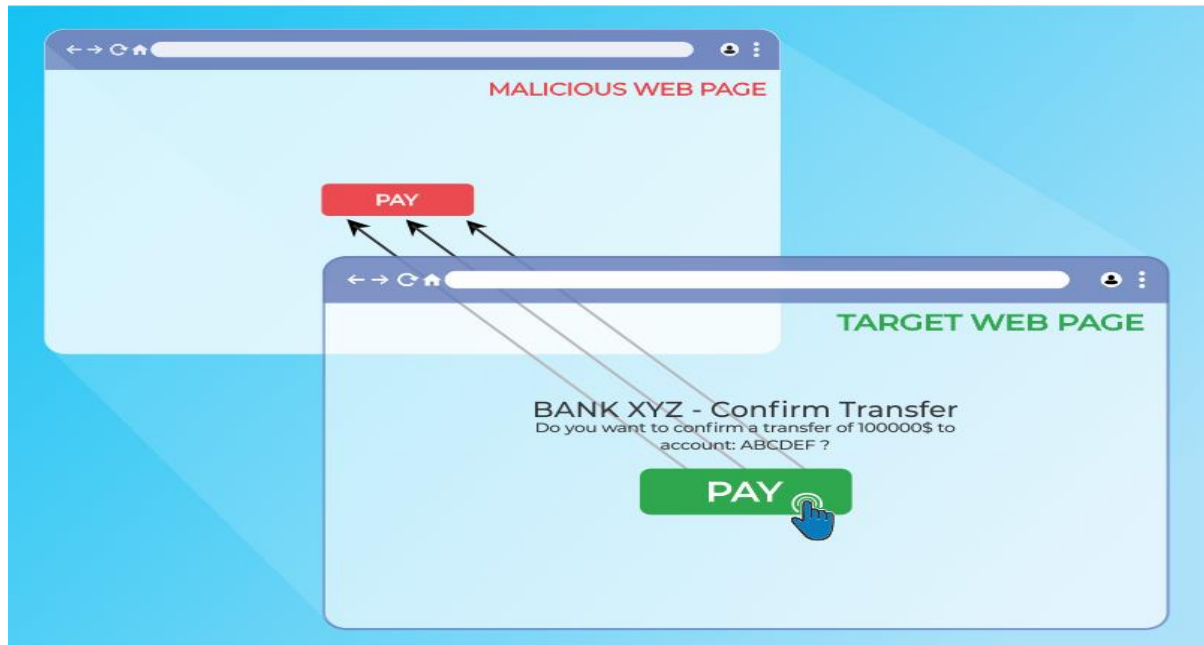 MALICIOUS WEB PAGE
PAY
TARGET WEB PAGE
BANK XYZ - Confirm Transfer
Do you want to confirm a transfer of 100000$ to
account: ABCDEF ?
PAY